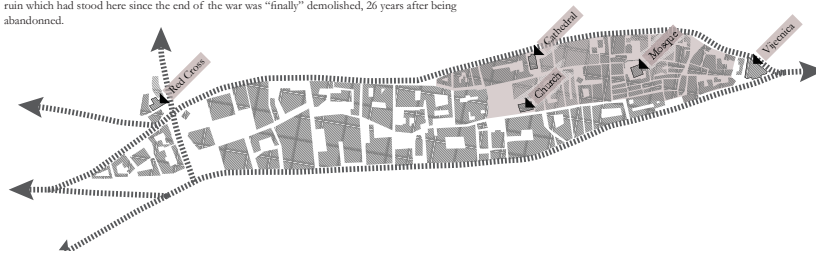 ruin which had stood here since the end of the war was “finally” demolished, 26 years after being
abandonned.
Red Cross
Cathedral
Church
Mosque
Vijecnica